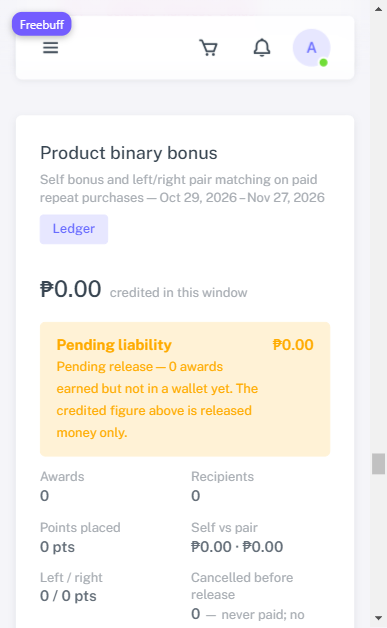 Freebuff
A
Product binary bonus
Self bonus and left/right pair matching on paid
repeat purchases — Oct 29, 2026 – Nov 27, 2026
Ledger
₱0.00 credited in this window
Pending liability ₱0.00
Pending release — 0 awards
earned but not in a wallet yet. The
credited figure above is released
money only.
Awards Recipients
0 0
Points placed Self vs pair
0 pts ₱0.00 · ₱0.00
Left / right Cancelled before
release
0 / 0 pts
0 — never paid; no